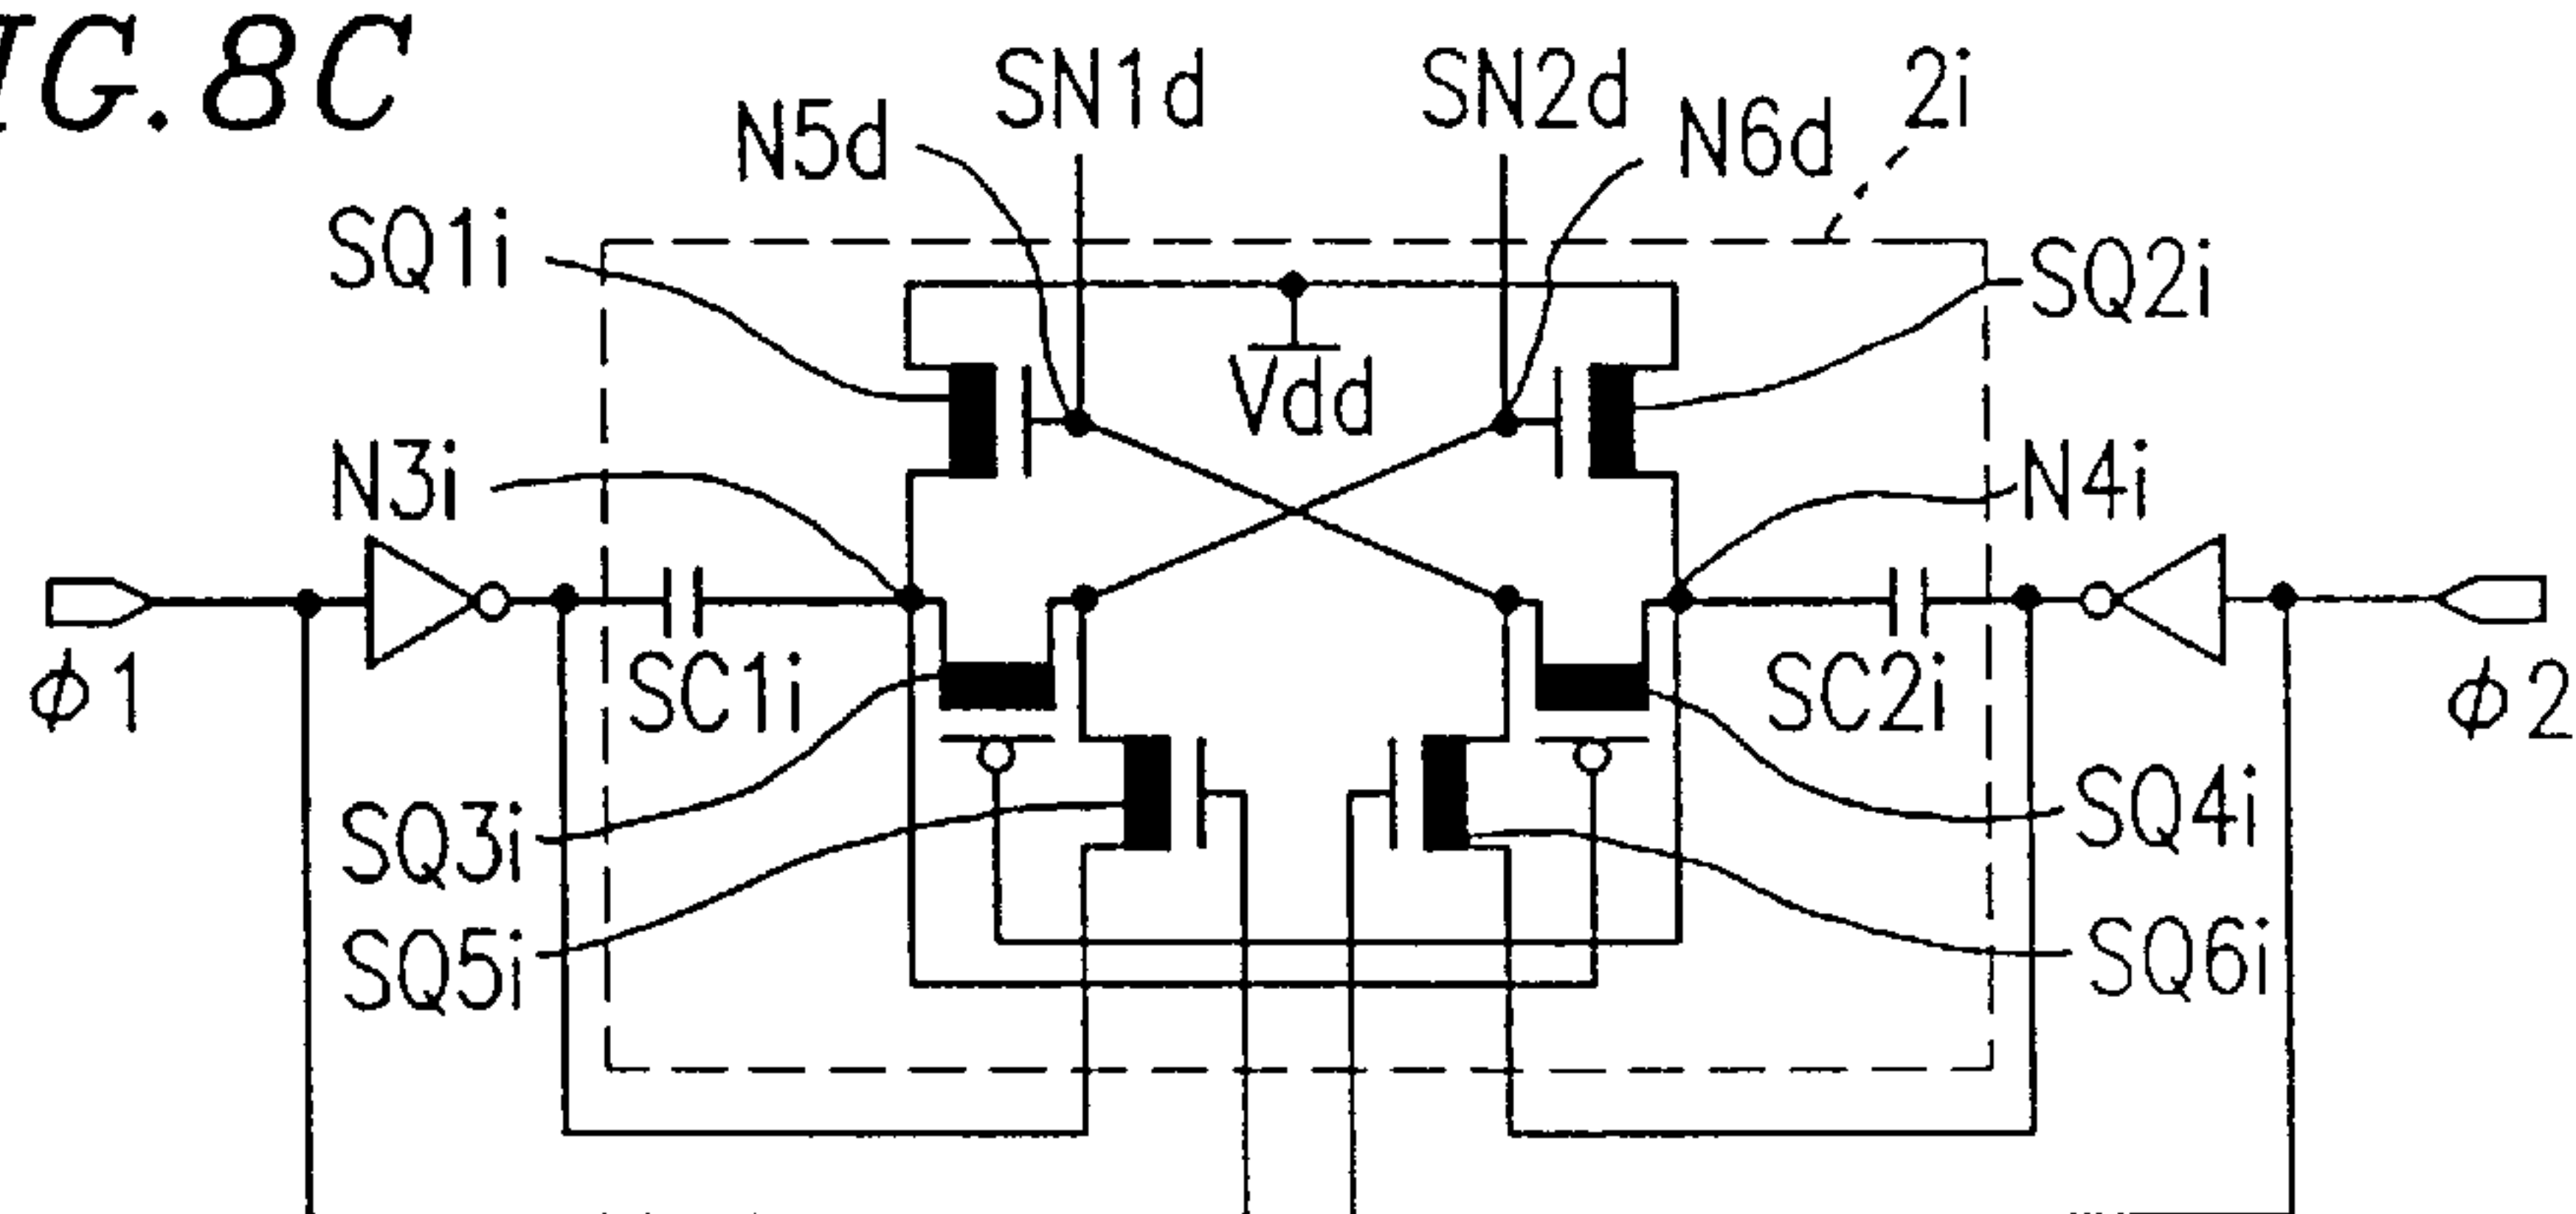 IG. 8C
SN1d
SN2d
2i
N5d
N6d
SQ1i
SQ2i
Vdd
N3i
N4i
SC1i
SC2i
ϕ1
ϕ2
SQ3i
SQ4i
SQ5i
SQ6i